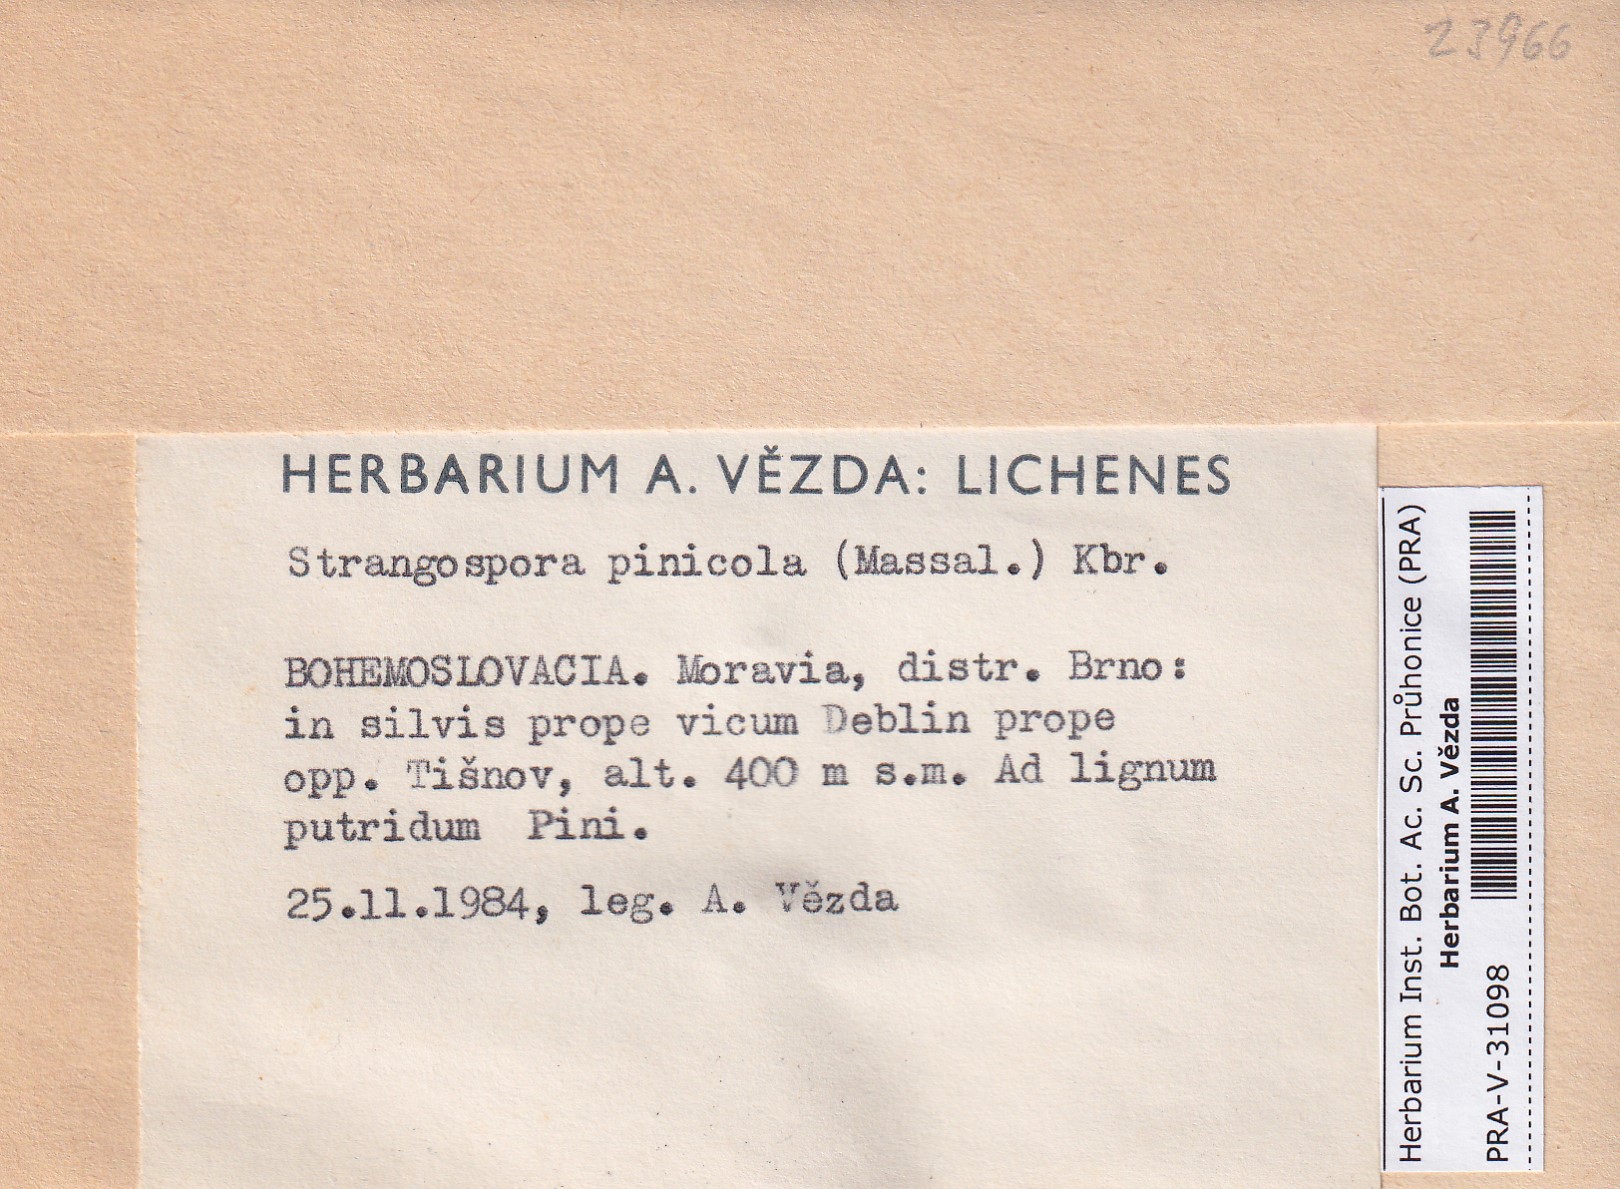 23966
HERBARIUM A. VĚZDA: LICHENES
Strangospora pinicola (Massal.) Kbr.
BOHEMOSLOVACIA. Moravia, distr. Brno:
in silvis prope vicum Deblin prope
opp. Tišnov, alt. 400 m s.m. Ad lignum
putridum Pini.
25.11.1984, leg. A. Vězda
Herbarium Inst. Bot. Ac. Sc. Průhonice (PRA)
Herbarium A. Vězda
PRA-V-31098